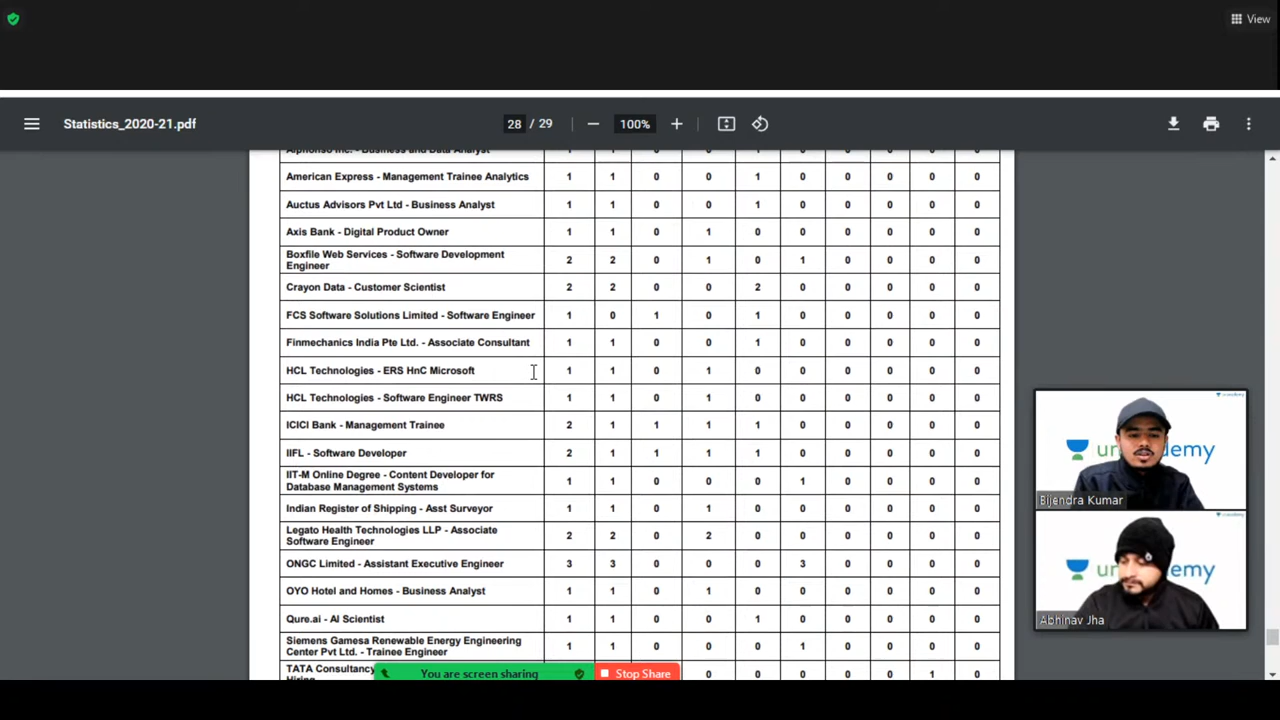 View
Statistics_2020-21.pdf 28 / 29 100%
Alphonso Inc. - Business and Data Analyst 1 1 0 0 1 0 0 0 0 0
American Express - Management Trainee Analytics 1 1 0 0 1 0 0 0 0 0
Auctus Advisors Pvt Ltd - Business Analyst 1 1 0 0 1 0 0 0 0 0
Axis Bank - Digital Product Owner 1 1 0 1 0 0 0 0 0 0
Boxfile Web Services - Software Development
Engineer 2 2 0 1 0 1 0 0 0 0
Crayon Data - Customer Scientist 2 2 0 0 2 0 0 0 0 0
FCS Software Solutions Limited - Software Engineer 1 0 1 0 1 0 0 0 0 0
Finmechanics India Pte Ltd. - Associate Consultant 1 1 0 0 1 0 0 0 0 0
HCL Technologies - ERS HnC Microsoft 1 1 0 1 0 0 0 0 0 0
HCL Technologies - Software Engineer TWRS 1 1 0 1 0 0 0 0 0 0
ICICI Bank - Management Trainee 2 1 1 1 1 0 0 0 0 0
IIFL - Software Developer 2 1 1 1 1 0 0 0 0 0
IIT-M Online Degree - Content Developer for
Database Management Systems 1 1 0 0 0 1 0 0 0 0
Indian Register of Shipping - Asst Surveyor 1 1 0 1 0 0 0 0 0 0
Legato Health Technologies LLP - Associate
Software Engineer 2 2 0 2 0 0 0 0 0 0
ONGC Limited - Assistant Executive Engineer 3 3 0 0 0 3 0 0 0 0
OYO Hotel and Homes - Business Analyst 1 1 0 1 0 0 0 0 0 0
Qure.ai - AI Scientist 1 1 0 0 1 0 0 0 0 0
Siemens Gamesa Renewable Energy Engineering
Center Pvt Ltd. - Trainee Engineer 1 1 0 0 0 1 0 0 0 0
TATA Consultancy 0 0 0 0 1 0
Hiring
You are screen sharing Stop Share
Bijendra Kumar
Abhinav Jha